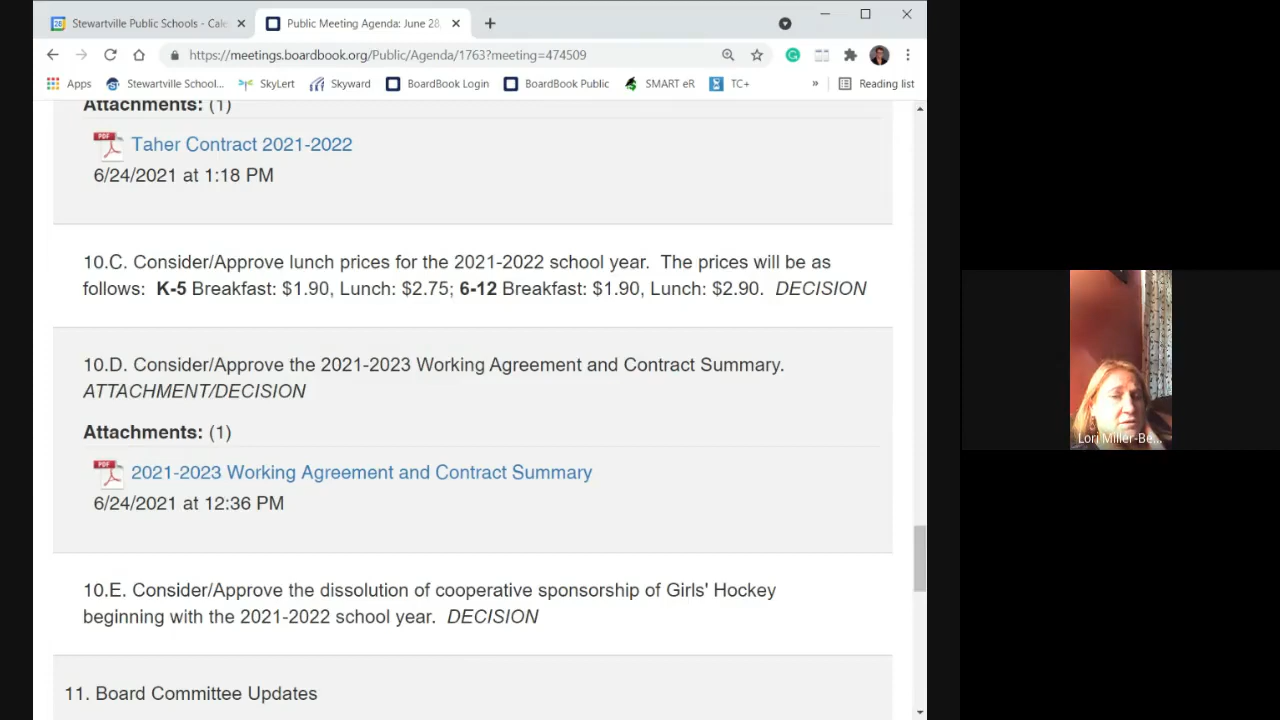 Stewartville Public Schools - Cale
Public Meeting Agenda: June 28,
https://meetings.boardbook.org/Public/Agenda/1763?meeting=474509
Apps
Stewartville School...
SkyLert
Skyward
BoardBook Login
BoardBook Public
SMART eR
TC+
»
Reading list
Attachments: (1)
Taher Contract 2021-2022
6/24/2021 at 1:18 PM
10.C. Consider/Approve lunch prices for the 2021-2022 school year. The prices will be as
follows: K-5 Breakfast: $1.90, Lunch: $2.75; 6-12 Breakfast: $1.90, Lunch: $2.90. DECISION
10.D. Consider/Approve the 2021-2023 Working Agreement and Contract Summary.
ATTACHMENT/DECISION
Attachments: (1)
2021-2023 Working Agreement and Contract Summary
6/24/2021 at 12:36 PM
10.E. Consider/Approve the dissolution of cooperative sponsorship of Girls' Hockey
beginning with the 2021-2022 school year. DECISION
11. Board Committee Updates
Lori Miller-Be...